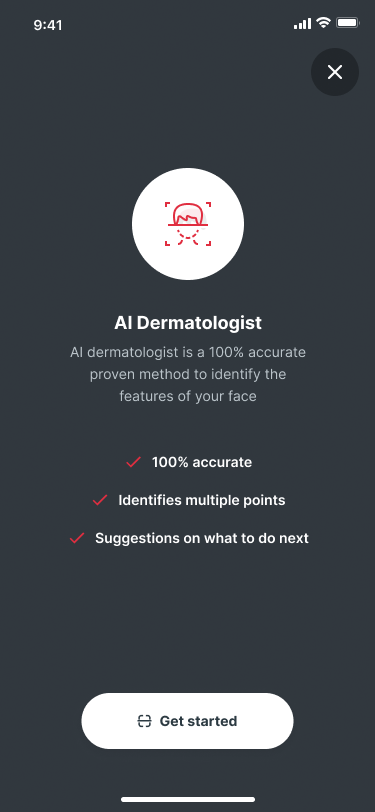 9:41
AI Dermatologist
AI dermatologist is a 100% accurate
proven method to identify the
features of your face
100% accurate
Identifies multiple points
Suggestions on what to do next
Get started